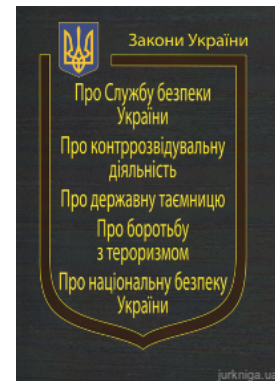 Закони України
Про Службу безпеки
України
Про контррозвідувальну
діяльність
Про державну таємницю
Про боротьбу
з тероризмом
Про національну безпеку
України
jurkniga.ua